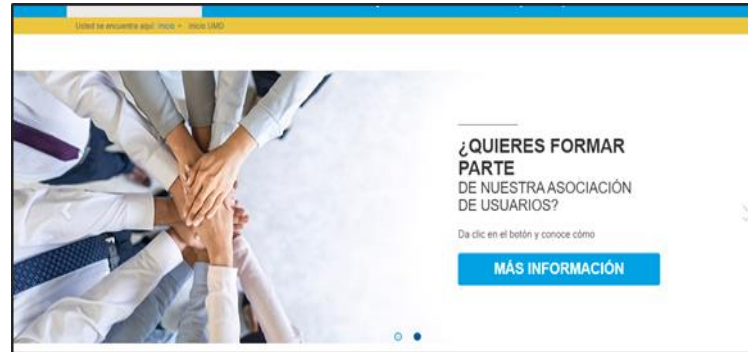 Usted se encuentra aquí: Inicio ▸ Inicio UMD
¿QUIERES FORMAR
PARTE
DE NUESTRA ASOCIACIÓN
DE USUARIOS?
Da clic en el botón y conoce cómo
MÁS INFORMACIÓN